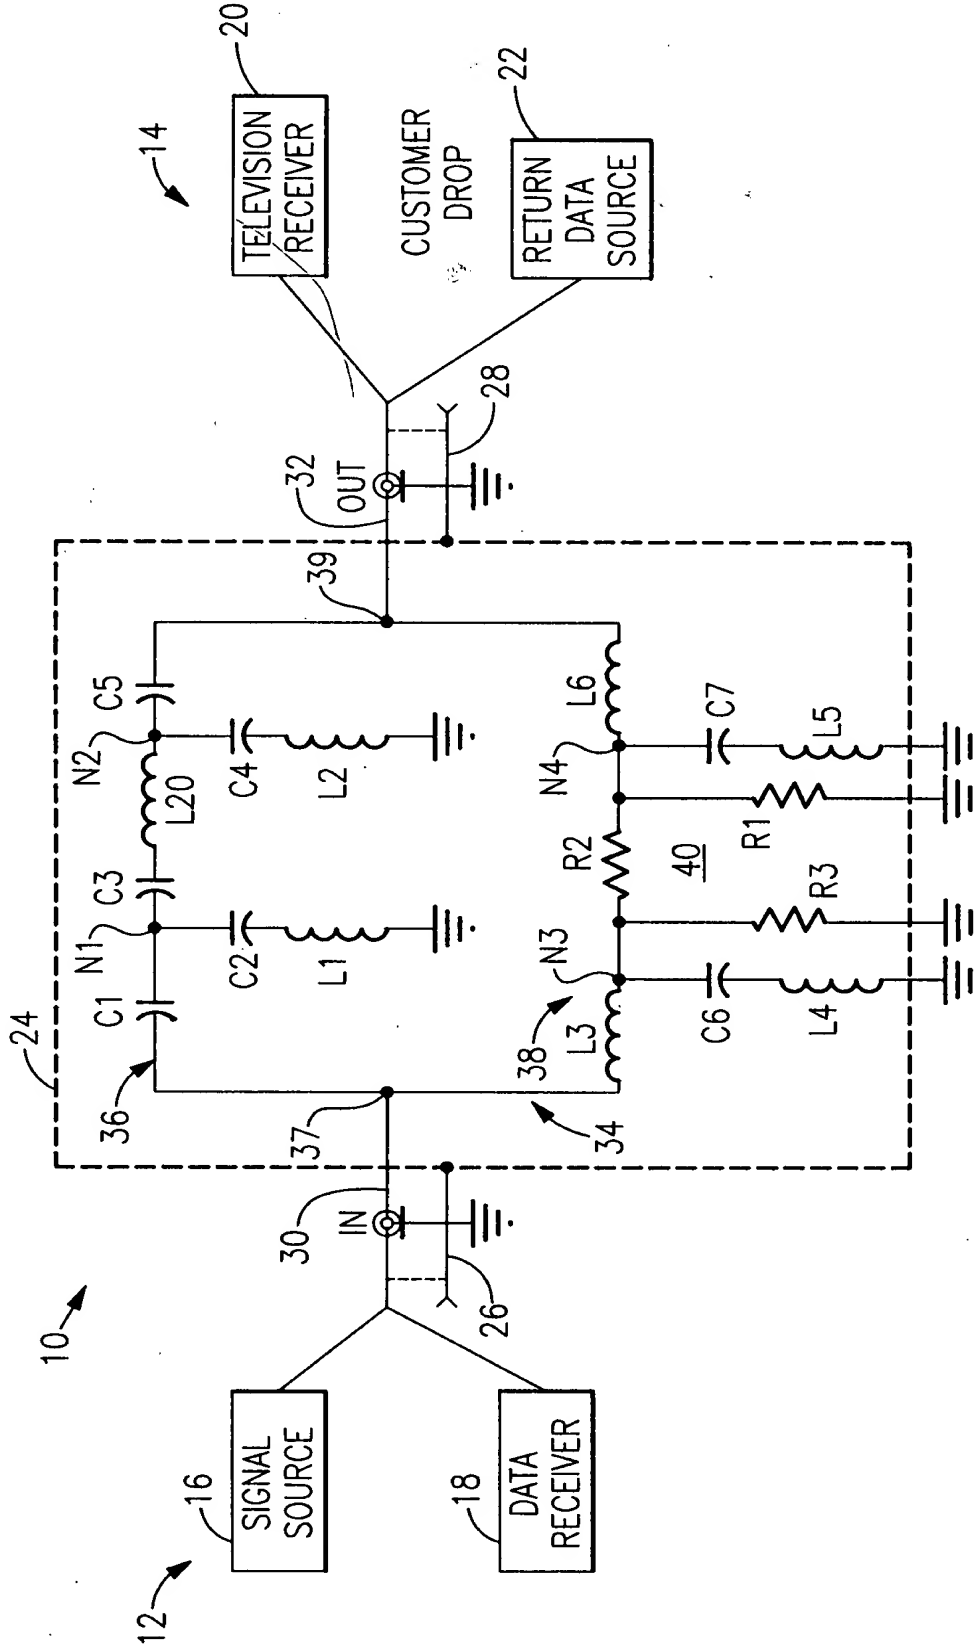 10
12
16
SIGNAL
SOURCE
18
DATA
RECEIVER
14
20
TELEVISION
RECEIVER
CUSTOMER
DROP
22
RETURN
DATA
SOURCE
24
36
C1
N1
C3
L20
N2
C5
C2
L1
C4
L2
30
IN
37
26
39
32
OUT
28
34
38
L3
N3
R2
N4
L6
40
C6
L4
R3
R1
C7
L5